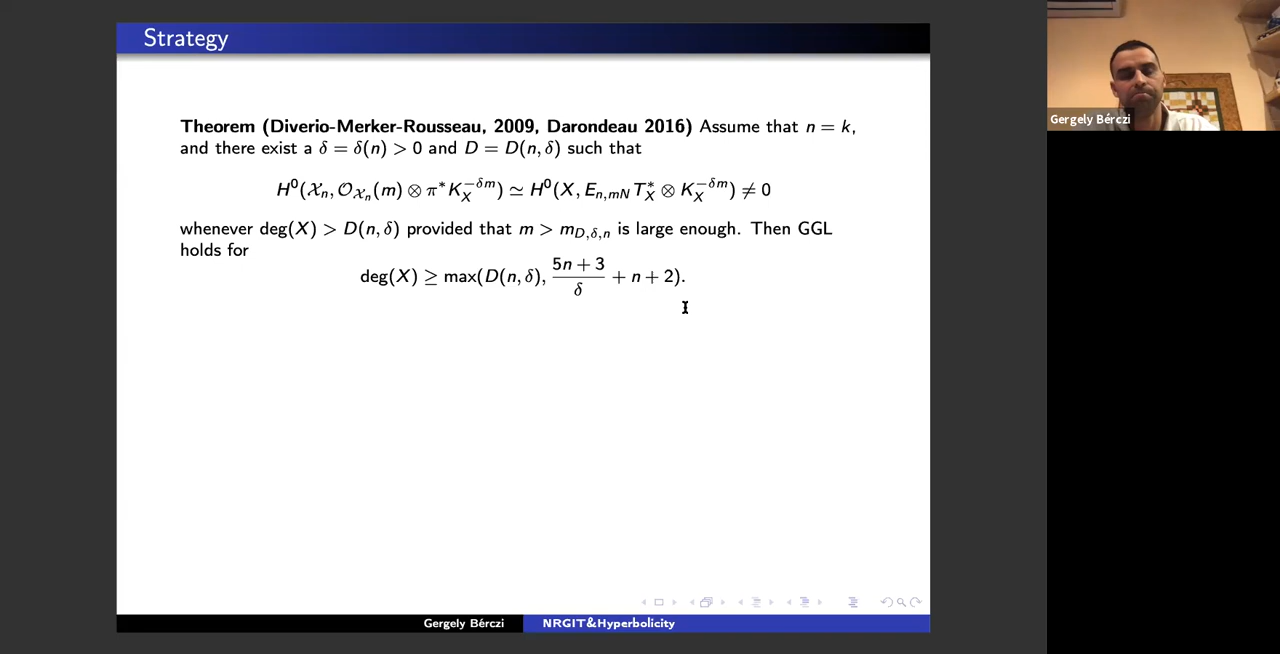 Strategy
Theorem (Diverio-Merker-Rousseau, 2009, Darondeau 2016) Assume that n = k,
and there exist a δ = δ(n) > 0 and D = D(n, δ) such that
H⁰(𝒳ₙ, 𝒪_{𝒳ₙ}(m) ⊗ π*K_X^{−δm}) ≃ H⁰(X, E_{n,mN} T_X^* ⊗ K_X^{−δm}) ≠ 0
whenever deg(X) > D(n, δ) provided that m > m_{D,δ,n} is large enough. Then GGL
holds for
deg(X) ≥ max(D(n, δ), \frac{5n + 3}{δ} + n + 2).
Gergely Bérczi
NRGIT&Hyperbolicity
Gergely Bérczi